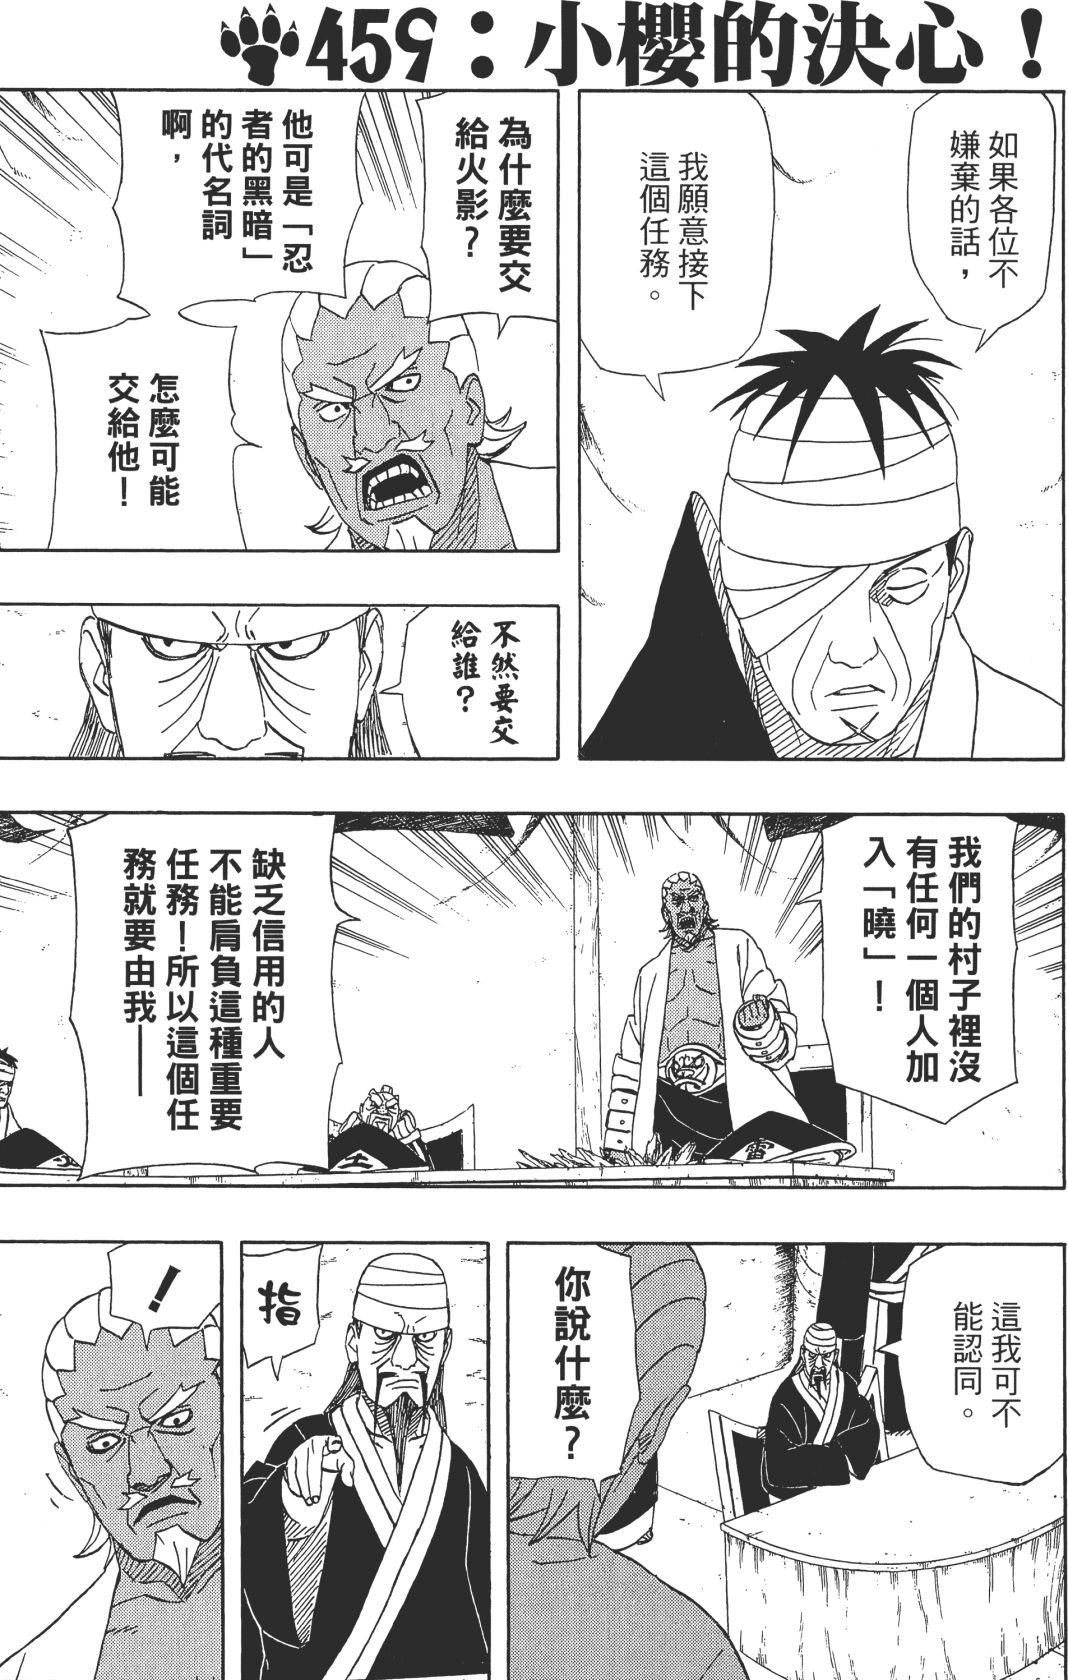 459：小櫻的決心！
如果各位不
嫌棄的話，
我願意接下
這個任務。
為什麼要交
給火影？
他可是「忍
者的黑暗」
的代名詞
啊，
怎麼可能
交給他！
不然要交
給誰？
我們的村子裡沒
有任何一個人加
入「曉」！
缺乏信用的人
不能肩負這種重要
任務！所以這個任
務就要由我——
雷
土
火
這我可不
能認同。
你說什麼？
指
！